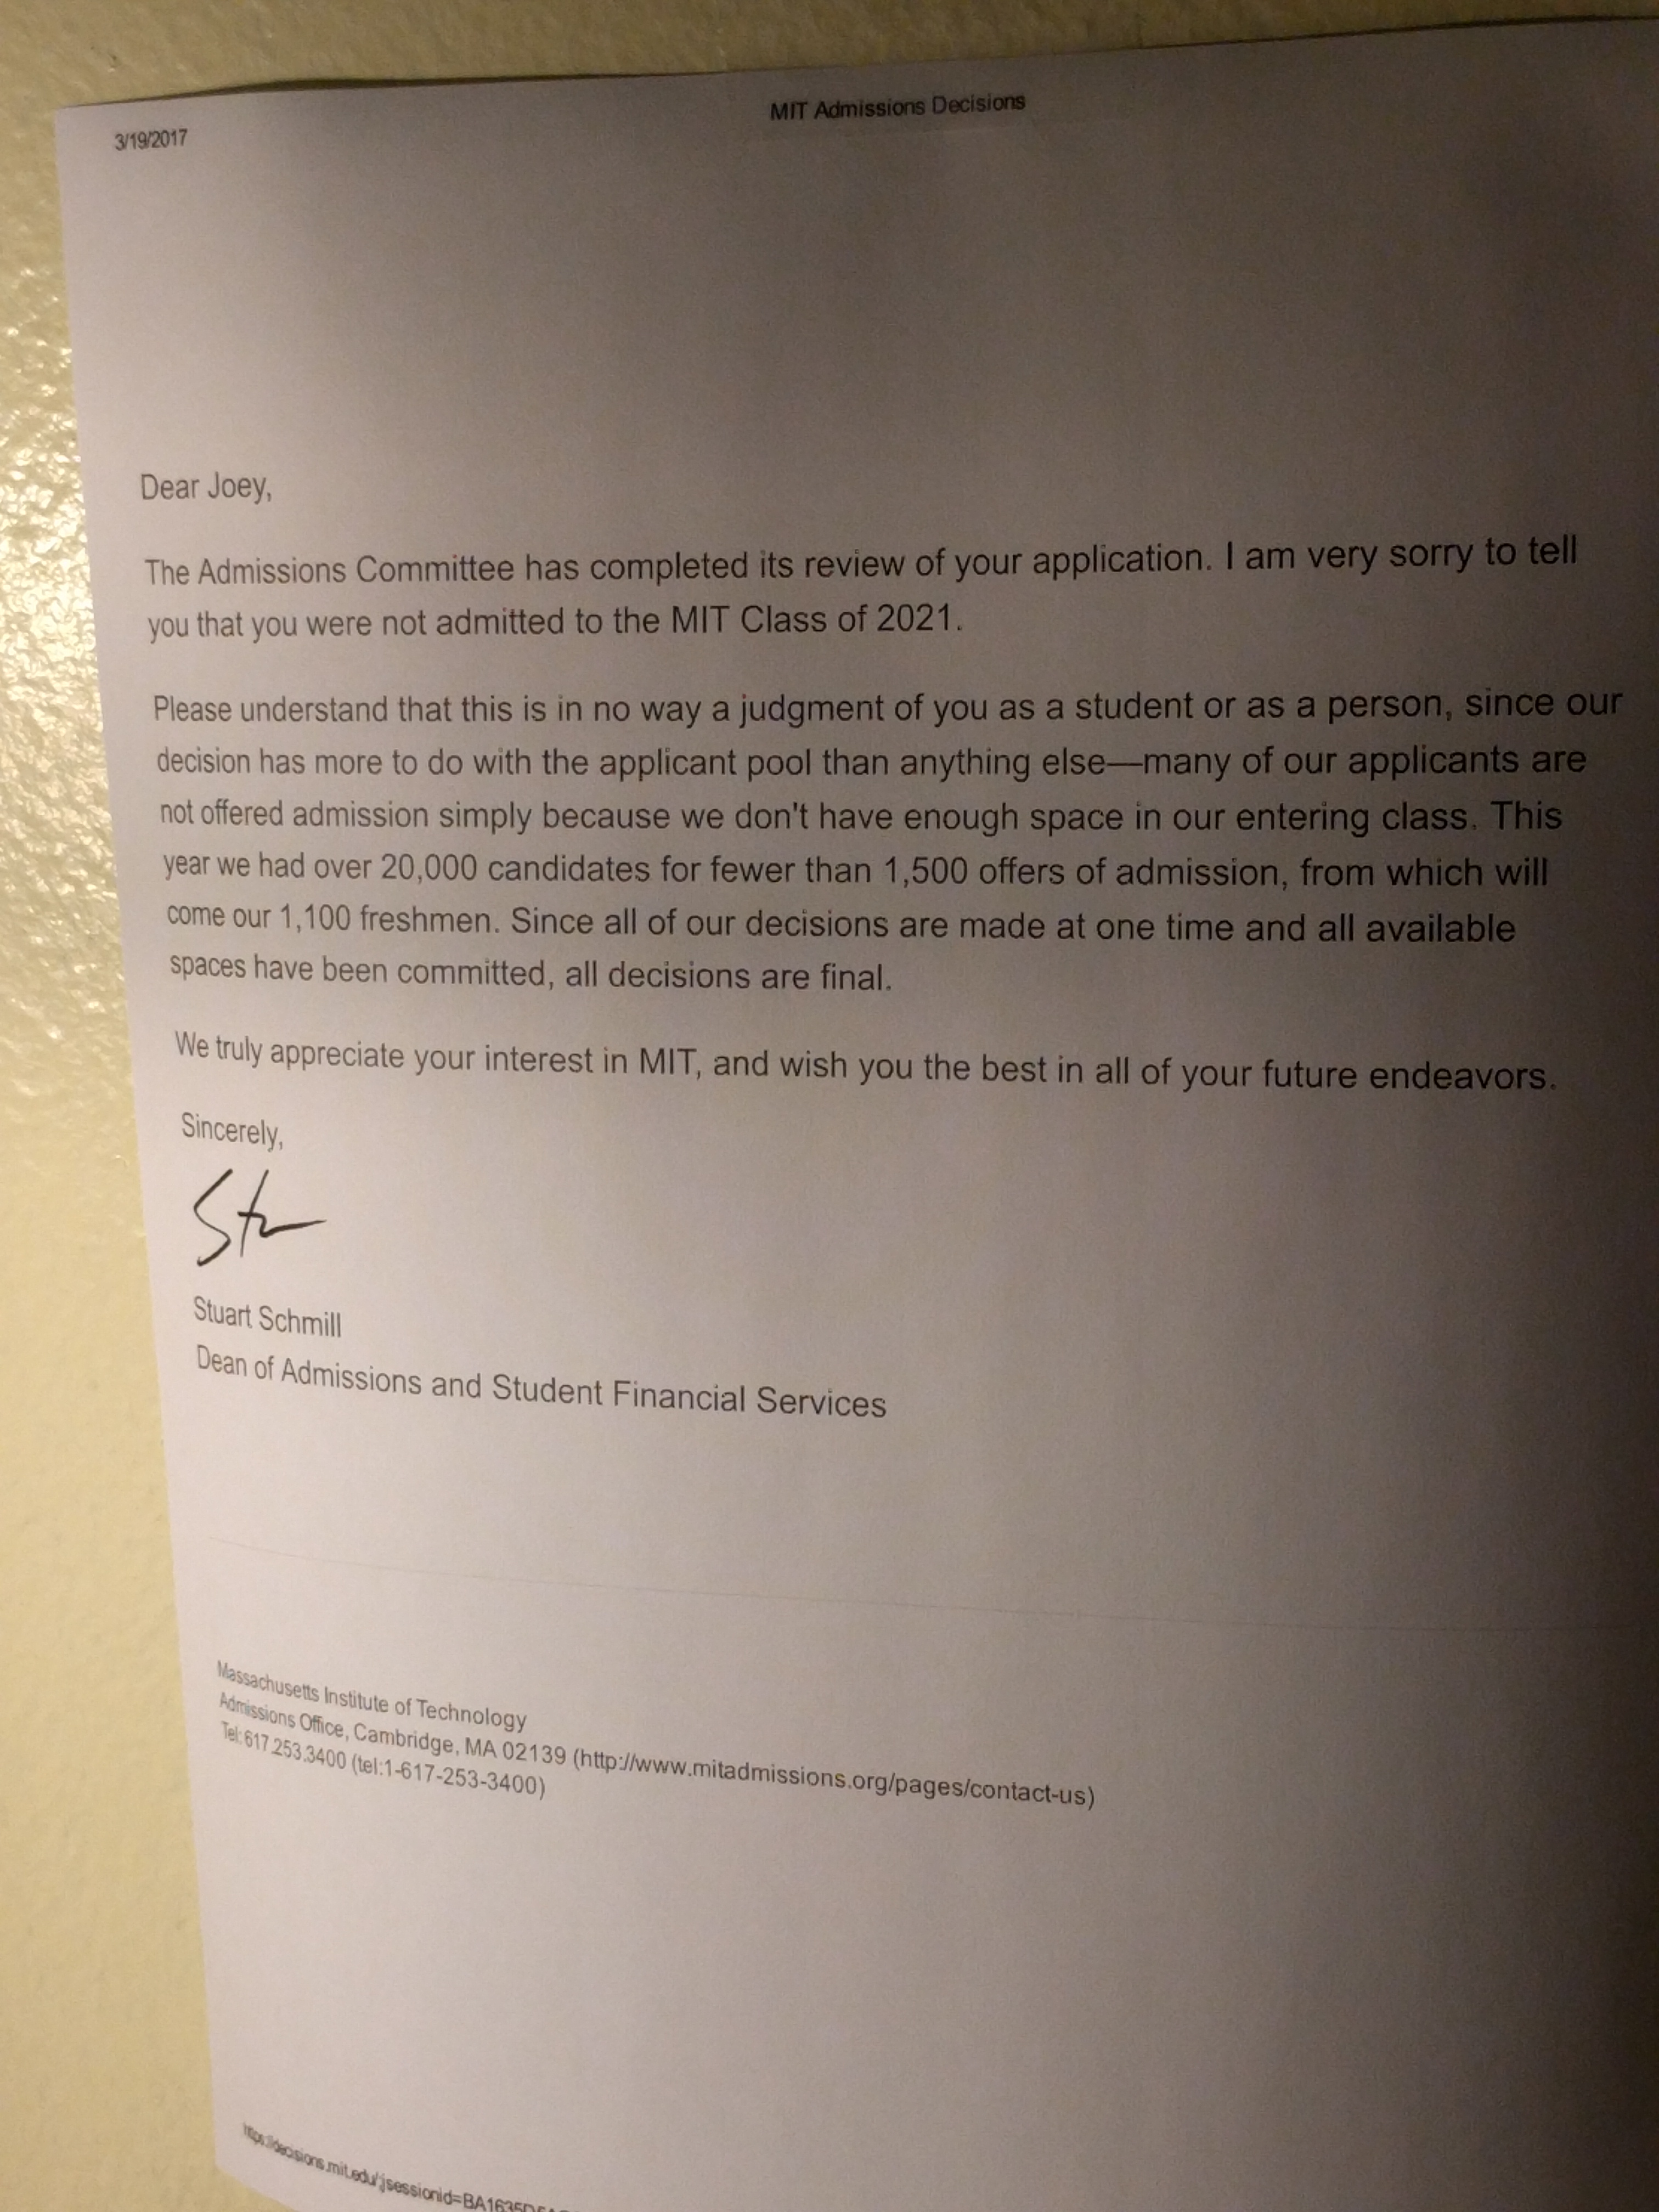 3/19/2017
MIT Admissions Decisions
Dear Joey,
The Admissions Committee has completed its review of your application. I am very sorry to tell
you that you were not admitted to the MIT Class of 2021.
Please understand that this is in no way a judgment of you as a student or as a person, since our
decision has more to do with the applicant pool than anything else—many of our applicants are
not offered admission simply because we don't have enough space in our entering class. This
year we had over 20,000 candidates for fewer than 1,500 offers of admission, from which will
come our 1,100 freshmen. Since all of our decisions are made at one time and all available
spaces have been committed, all decisions are final.
We truly appreciate your interest in MIT, and wish you the best in all of your future endeavors.
Sincerely,
Stu
Stuart Schmill
Dean of Admissions and Student Financial Services
Massachusetts Institute of Technology
Admissions Office, Cambridge, MA 02139 (http://www.mitadmissions.org/pages/contact-us)
Tel: 617.253.3400 (tel:1-617-253-3400)